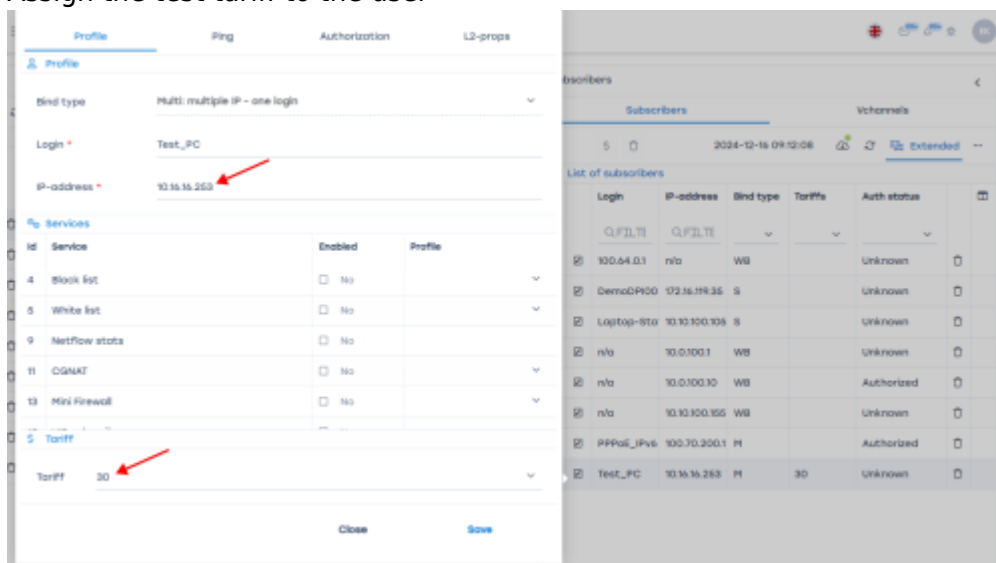 Assign the test tariff to the user
Profile Ping Authorization L2-props
Profile
Bind type Multi: multiple IP - one login
Login * Test_PC
IP-address * 10.16.16.253
Services
Id Service Enabled Profile
4 Block list No
5 White list No
9 Netflow stats No
11 CGNAT No
13 Mini Firewall No
Tariff
Tariff 30
Close Save
Subscribers Vchannels
2024-12-16 09:12:08 Extended
List of subscribers
Login IP-address Bind type Tariffs Auth status
100.64.0.1 n/a WB Unknown
DemoDPI00 172.16.119.35 S Unknown
Laptop-Sta 10.10.100.105 S Unknown
n/a 10.0.100.1 WB Unknown
n/a 10.0.100.10 WB Authorized
n/a 10.10.100.155 WB Unknown
PPPoE_IPv6 100.70.200.1 M Authorized
Test_PC 10.16.16.253 M 30 Unknown